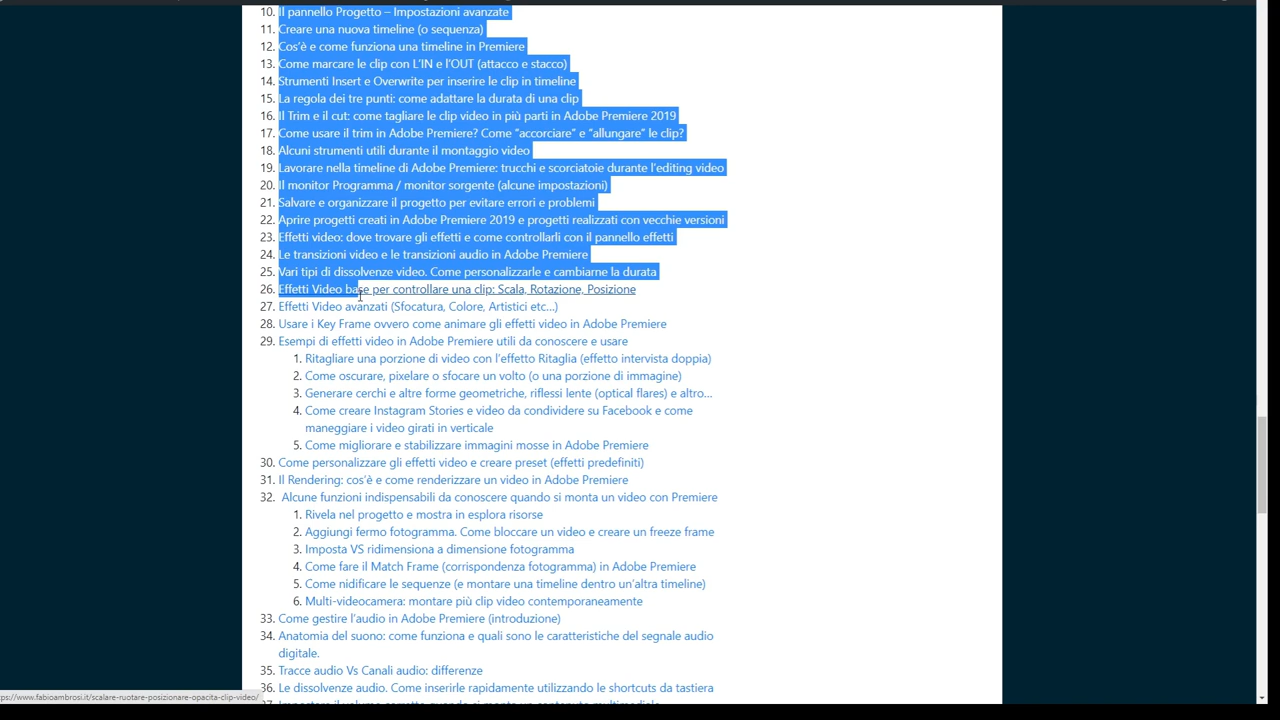 10. Il pannello Progetto – Impostazioni avanzate
11. Creare una nuova timeline (o sequenza)
12. Cos'è e come funziona una timeline in Premiere
13. Come marcare le clip con L'IN e l'OUT (attacco e stacco)
14. Strumenti Insert e Overwrite per inserire le clip in timeline
15. La regola dei tre punti: come adattare la durata di una clip
16. Il Trim e il cut: come tagliare le clip video in più parti in Adobe Premiere 2019
17. Come usare il trim in Adobe Premiere? Come "accorciare" e "allungare" le clip?
18. Alcuni strumenti utili durante il montaggio video
19. Lavorare nella timeline di Adobe Premiere: trucchi e scorciatoie durante l'editing video
20. Il monitor Programma / monitor sorgente (alcune impostazioni)
21. Salvare e organizzare il progetto per evitare errori e problemi
22. Aprire progetti creati in Adobe Premiere 2019 e progetti realizzati con vecchie versioni
23. Effetti video: dove trovare gli effetti e come controllarli con il pannello effetti
24. Le transizioni video e le transizioni audio in Adobe Premiere
25. Vari tipi di dissolvenze video. Come personalizzarle e cambiarne la durata
26. Effetti Video base per controllare una clip: Scala, Rotazione, Posizione
27. Effetti Video avanzati (Sfocatura, Colore, Artistici etc…)
28. Usare i Key Frame ovvero come animare gli effetti video in Adobe Premiere
29. Esempi di effetti video in Adobe Premiere utili da conoscere e usare
1. Ritagliare una porzione di video con l'effetto Ritaglia (effetto intervista doppia)
2. Come oscurare, pixelare o sfocare un volto (o una porzione di immagine)
3. Generare cerchi e altre forme geometriche, riflessi lente (optical flares) e altro…
4. Come creare Instagram Stories e video da condividere su Facebook e come
maneggiare i video girati in verticale
5. Come migliorare e stabilizzare immagini mosse in Adobe Premiere
30. Come personalizzare gli effetti video e creare preset (effetti predefiniti)
31. Il Rendering: cos'è e come renderizzare un video in Adobe Premiere
32. Alcune funzioni indispensabili da conoscere quando si monta un video con Premiere
1. Rivela nel progetto e mostra in esplora risorse
2. Aggiungi fermo fotogramma. Come bloccare un video e creare un freeze frame
3. Imposta VS ridimensiona a dimensione fotogramma
4. Come fare il Match Frame (corrispondenza fotogramma) in Adobe Premiere
5. Come nidificare le sequenze (e montare una timeline dentro un'altra timeline)
6. Multi-videocamera: montare più clip video contemporaneamente
33. Come gestire l'audio in Adobe Premiere (introduzione)
34. Anatomia del suono: come funziona e quali sono le caratteristiche del segnale audio
digitale.
35. Tracce audio Vs Canali audio: differenze
36. Le dissolvenze audio. Come inserirle rapidamente utilizzando le shortcuts da tastiera
ps://www.fabioambrosi.it/scalare-ruotare-posizionare-opacita-clip-video/